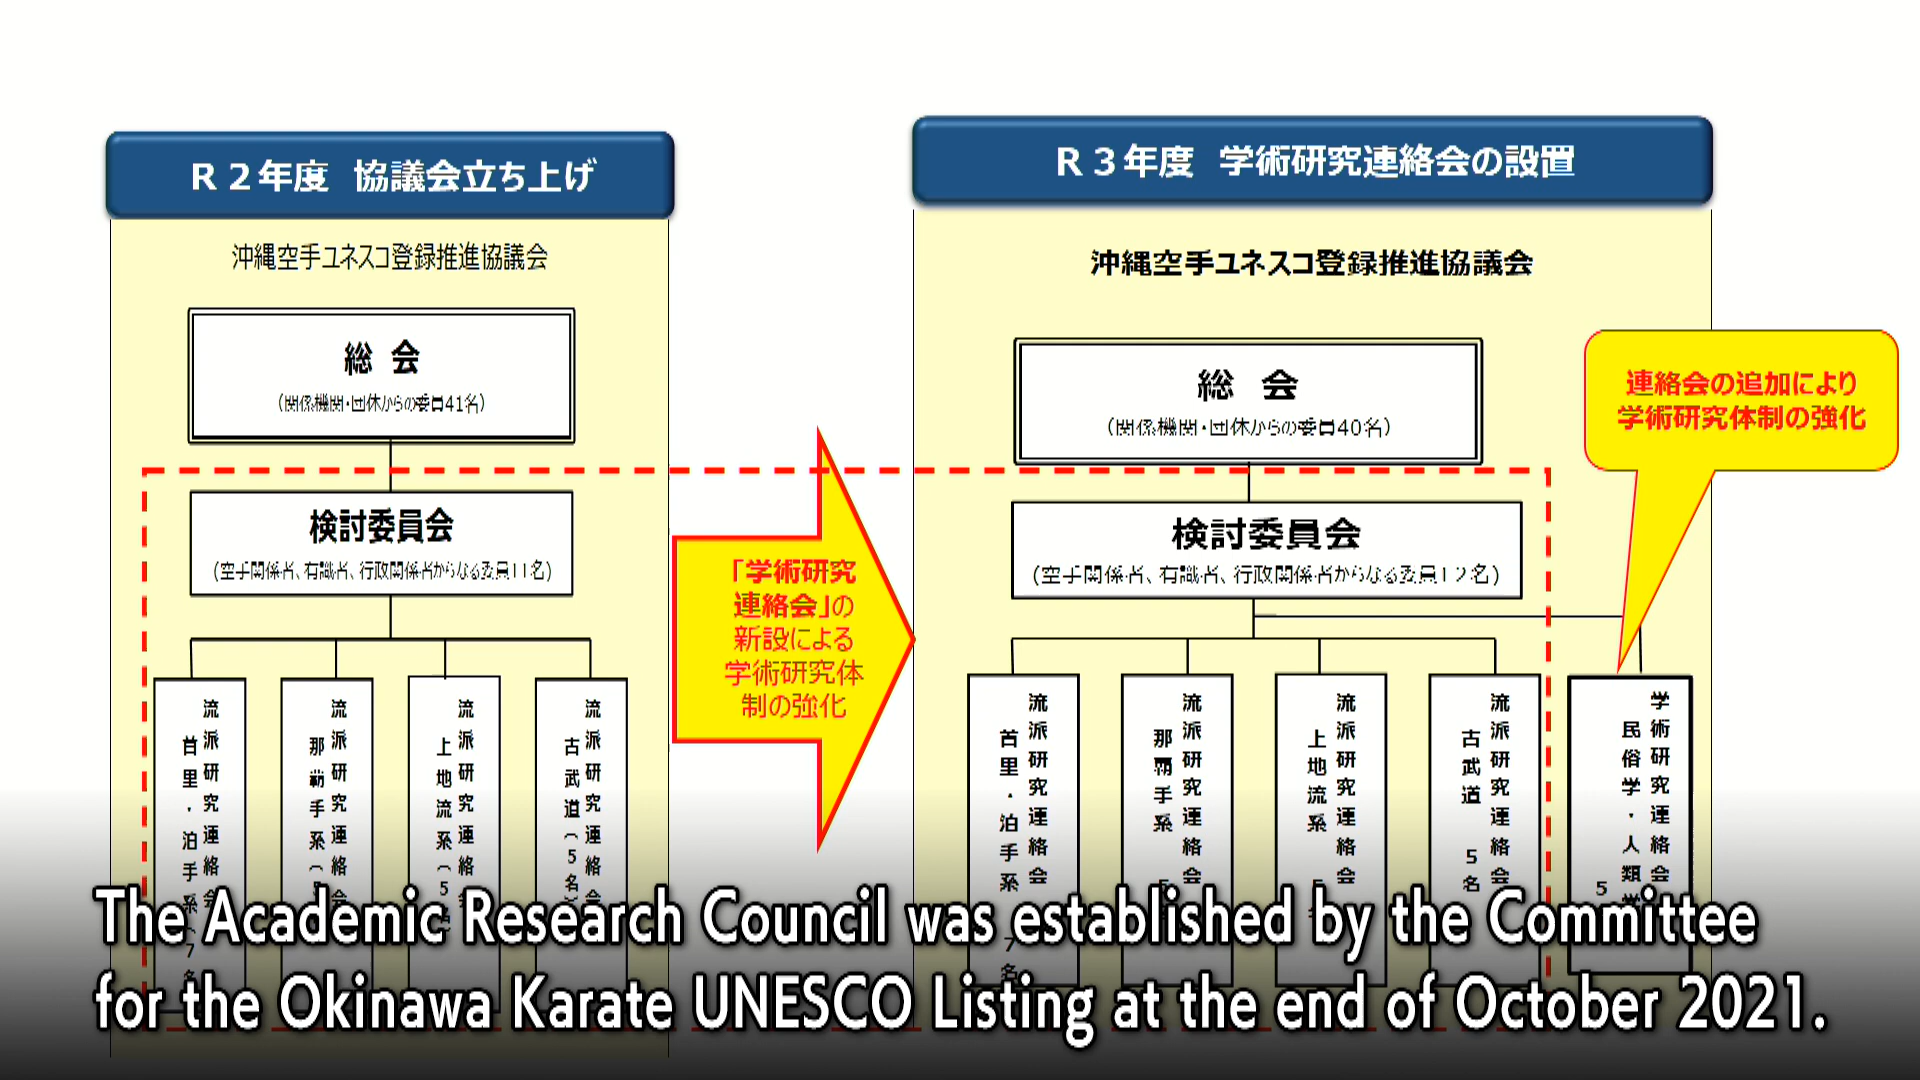 R2年度 協議会立ち上げ
沖縄空手ユネスコ登録推進協議会
総 会
(関係機関・団体からの委員41名)
検討委員会
(空手関係者、有識者、行政関係者からなる委員11名)
流派研究連絡会
首里・泊手系(7名
流派研究連絡会
那覇手系(5
流派研究連絡会
上地流系(5名
流派研究連絡会
古武道(5名)
「学術研究
連絡会」の
新設による
学術研究体
制の強化
R3年度 学術研究連絡会の設置
沖縄空手ユネスコ登録推進協議会
総 会
(関係機関・団体からの委員40名)
検討委員会
(空手関係者、有識者、行政関係者からなる委員12名)
流派研究連絡会
首里・泊手系 7名
流派研究連絡会
那覇手系 5
流派研究連絡会
上地流系 5
流派研究連絡会
古武道 5名
学術研究連絡会
民俗学・人類学
5
連絡会の追加により
学術研究体制の強化
The Academic Research Council was established by the Committee
for the Okinawa Karate UNESCO Listing at the end of October 2021.